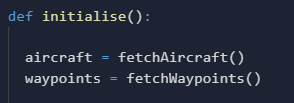 def initialise():
aircraft = fetchAircraft()
waypoints = fetchWaypoints()